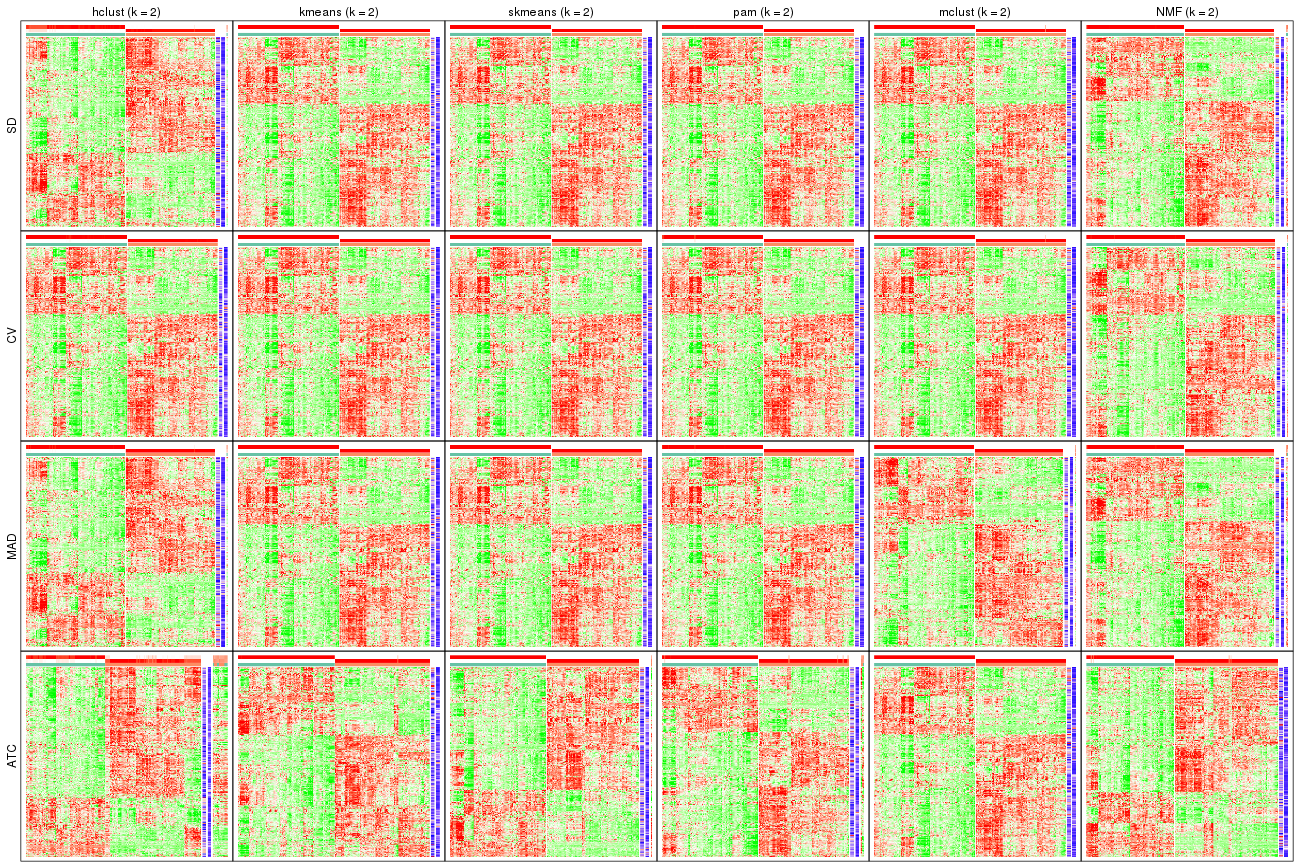 hclust (k = 2) kmeans (k = 2) skmeans (k = 2) pam (k = 2) mclust (k = 2) NMF (k = 2)
SD
CV
MAD
ATC